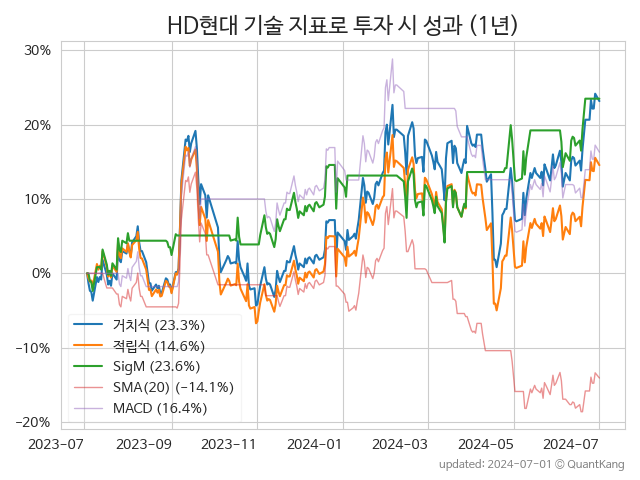 HD현대 기술 지표로 투자 시 성과 (1년)
30%
20%
10%
0%
−10%
−20%
거치식 (23.3%)
적립식 (14.6%)
SigM (23.6%)
SMA(20) (−14.1%)
MACD (16.4%)
2023-07 2023-09 2023-11 2024-01 2024-03 2024-05 2024-07
updated: 2024-07-01 © QuantKang